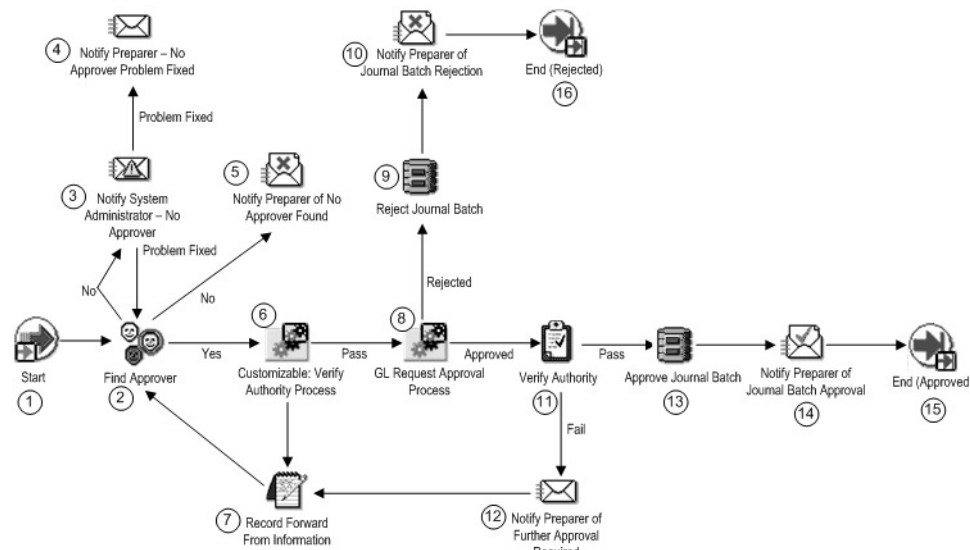 4
Notify Preparer – No
Approver Problem Fixed
10
Notify Preparer of
Journal Batch Rejection
End (Rejected)
16
Problem Fixed
3
Notify System
Administrator – No
Approver
5
Notify Preparer of No
Approver Found
9
Reject Journal Batch
Problem Fixed
No
No
Rejected
Start
1
Find Approver
2
Yes
6
Customizable: Verify
Authority Process
Pass
8
GL Request Approval
Process
Approved
Verify Authority
11
Pass
Approve Journal Batch
13
Notify Preparer of
Journal Batch Approval
14
End (Approved
15
Fail
7
Record Forward
From Information
12
Notify Preparer of
Further Approval
Required